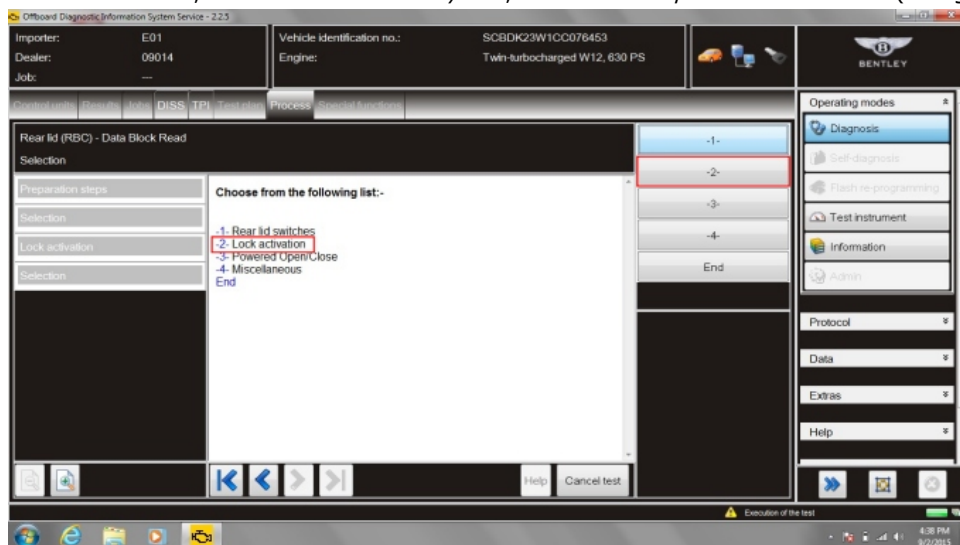 Offboard Diagnostic Information System Service - 2.2.5
Importer: E01
Dealer: 09014
Job: ---
Vehicle identification no.: SCBDK23W1CC076453
Engine: Twin-turbocharged W12, 630 PS
BENTLEY
Control units Results Jobs DISS TPI Test plan Process Special functions
Rear lid (RBC) - Data Block Read
Selection
Preparation steps
Selection
Lock activation
Selection
Choose from the following list:-
-1- Rear lid switches
-2- Lock activation
-3- Powered Open/Close
-4- Miscellaneous
End
-1-
-2-
-3-
-4-
End
Operating modes
Diagnosis
Self-diagnosis
Flash re-programming
Test instrument
Information
Admin
Protocol
Data
Extras
Help
Help
Cancel test
Execution of the test
4:38 PM
9/2/2015